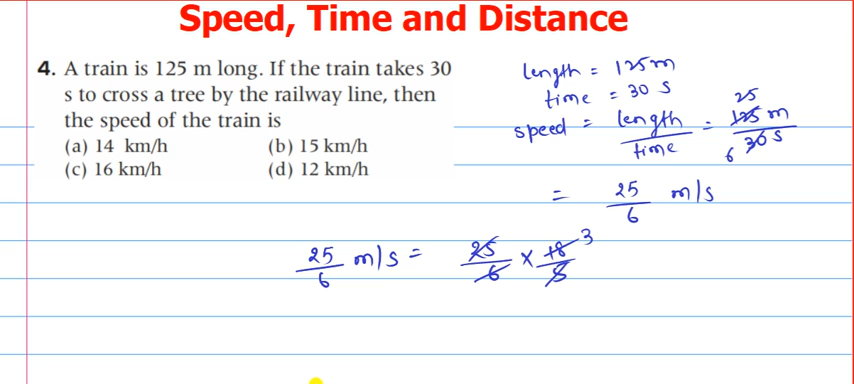 Speed, Time and Distance
4. A train is 125 m long. If the train takes 30
s to cross a tree by the railway line, then
the speed of the train is
(a) 14 km/h (b) 15 km/h
(c) 16 km/h (d) 12 km/h
length = 125m
time = 30 s
speed = length/time = 125 m/30 s
25
6
= 25/6 m/s
25/6 m/s = 25/6 × 18/5
3